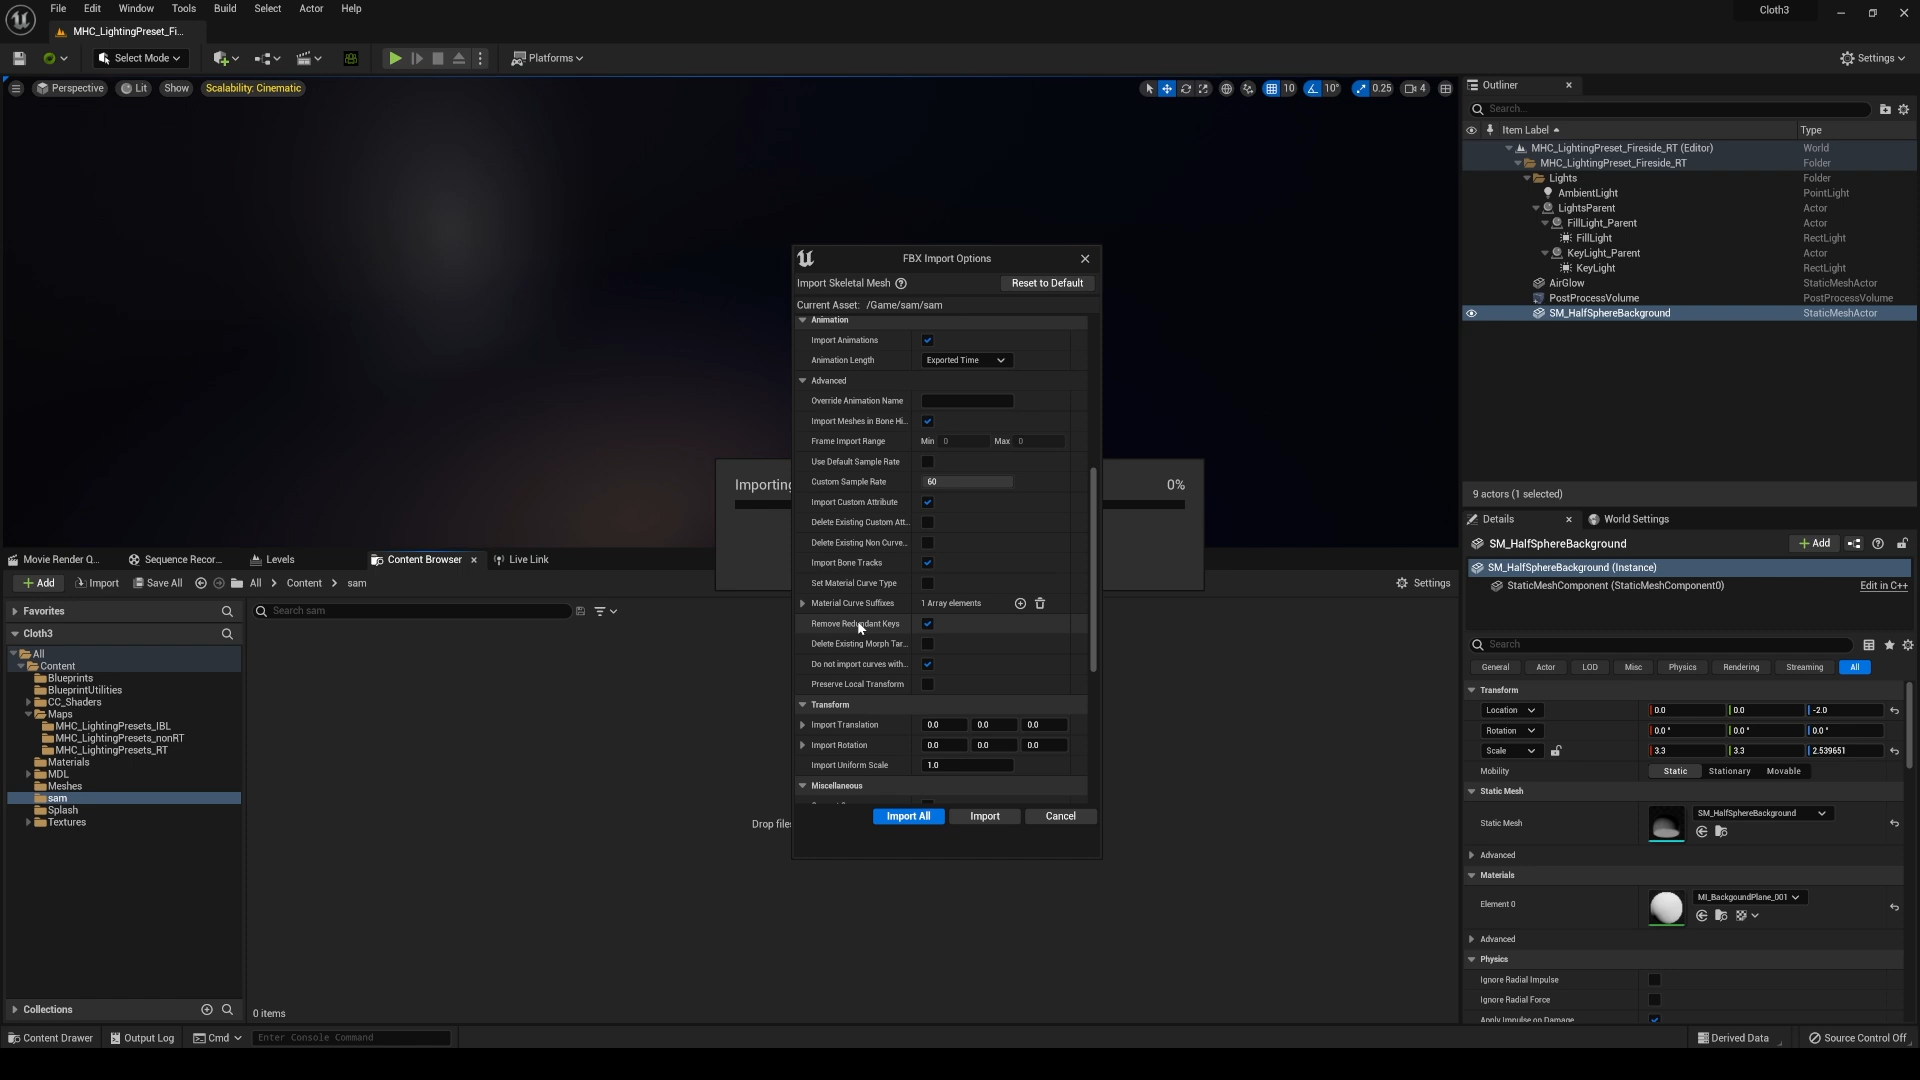 File Edit Window Tools Build Select Actor Help
Cloth3
MHC_LightingPreset_Fi...
Select Mode
Platforms
Settings
Perspective
Lit
Show
Scalability: Cinematic
10
10°
0.25
4
Outliner
Search...
Item Label
Type
MHC_LightingPreset_Fireside_RT (Editor) World
MHC_LightingPreset_Fireside_RT Folder
Lights Folder
AmbientLight PointLight
LightsParent Actor
FillLight_Parent Actor
FillLight RectLight
KeyLight_Parent Actor
KeyLight RectLight
AirGlow StaticMeshActor
PostProcessVolume PostProcessVolume
SM_HalfSphereBackground StaticMeshActor
9 actors (1 selected)
FBX Import Options
Import Skeletal Mesh
Reset to Default
Current Asset: /Game/sam/sam
Animation
Import Animations
Animation Length Exported Time
Advanced
Override Animation Name
Import Meshes in Bone Hi...
Frame Import Range Min 0 Max 0
Use Default Sample Rate
Custom Sample Rate 60
Import Custom Attribute
Delete Existing Custom Att...
Delete Existing Non Curve...
Import Bone Tracks
Set Material Curve Type
Material Curve Suffixes 1 Array elements
Remove Redundant Keys
Delete Existing Morph Tar...
Do not import curves with...
Preserve Local Transform
Transform
Import Translation 0.0 0.0 0.0
Import Rotation 0.0 0.0 0.0
Import Uniform Scale 1.0
Miscellaneous
Import All
Import
Cancel
Importing
0%
Drop file
Movie Render Q...
Sequence Recor...
Levels
Content Browser
Live Link
Add
Import
Save All
All > Content > sam
Settings
Favorites
Search sam
Cloth3
All
Content
Blueprints
BlueprintUtilities
CC_Shaders
Maps
MHC_LightingPresets_IBL
MHC_LightingPresets_nonRT
MHC_LightingPresets_RT
Materials
MDL
Meshes
sam
Splash
Textures
Collections
0 items
Details
World Settings
SM_HalfSphereBackground
Add
SM_HalfSphereBackground (Instance)
StaticMeshComponent (StaticMeshComponent0)
Edit in C++
Search
General Actor LOD Misc Physics Rendering Streaming All
Transform
Location 0.0 0.0 -2.0
Rotation 0.0 ° 0.0 ° 0.0 °
Scale 3.3 3.3 2.539651
Mobility Static Stationary Movable
Static Mesh
Static Mesh SM_HalfSphereBackground
Advanced
Materials
Element 0 MI_BackgoundPlane_001
Advanced
Physics
Ignore Radial Impulse
Ignore Radial Force
Apply Impulse on Damage
Content Drawer
Output Log
Cmd
Enter Console Command
Derived Data
Source Control Off